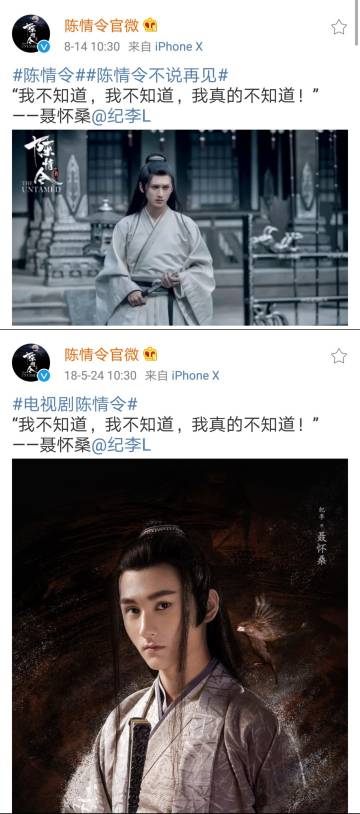 陈情令官微
8-14 10:30 来自 iPhone X
#陈情令##陈情令不说再见#
“我不知道，我不知道，我真的不知道！”
——聂怀桑@纪李L
陈情令
THE
UNTAMED
陈情令官微
18-5-24 10:30 来自 iPhone X
#电视剧陈情令#
“我不知道，我不知道，我真的不知道！”
——聂怀桑@纪李L
纪李
聂怀桑